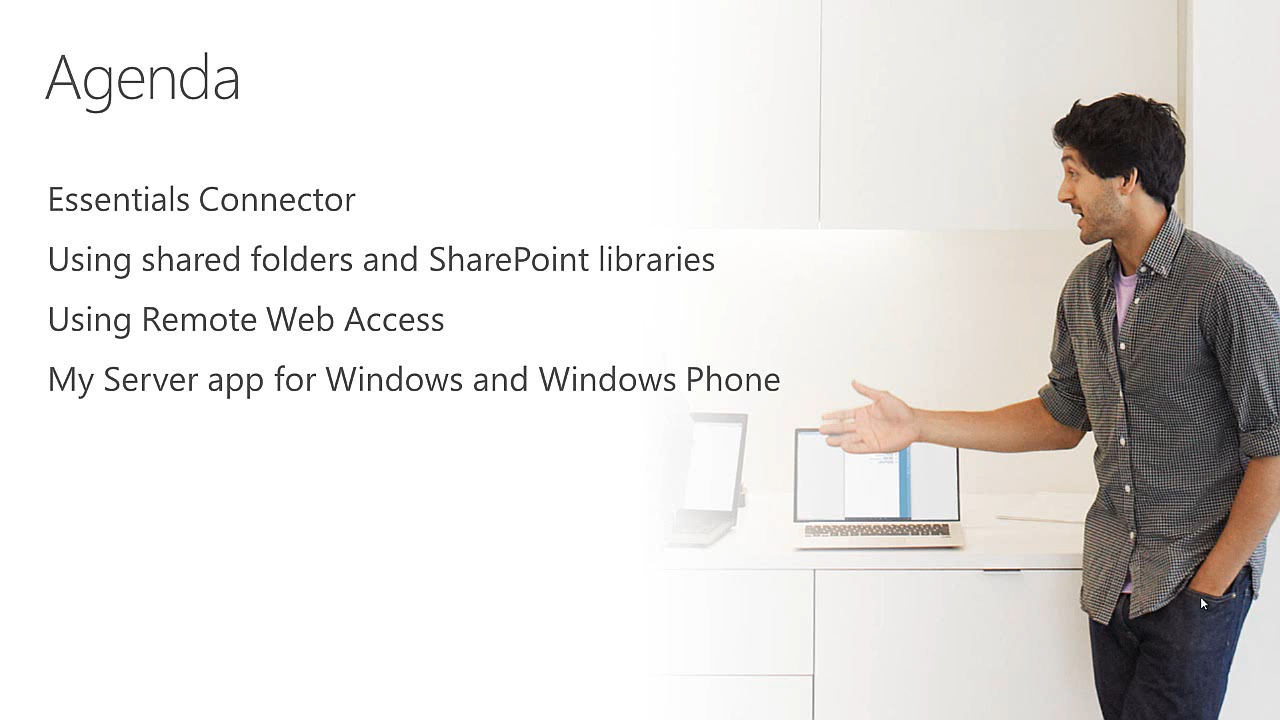 Agenda
Essentials Connector
Using shared folders and SharePoint libraries
Using Remote Web Access
My Server app for Windows and Windows Phone